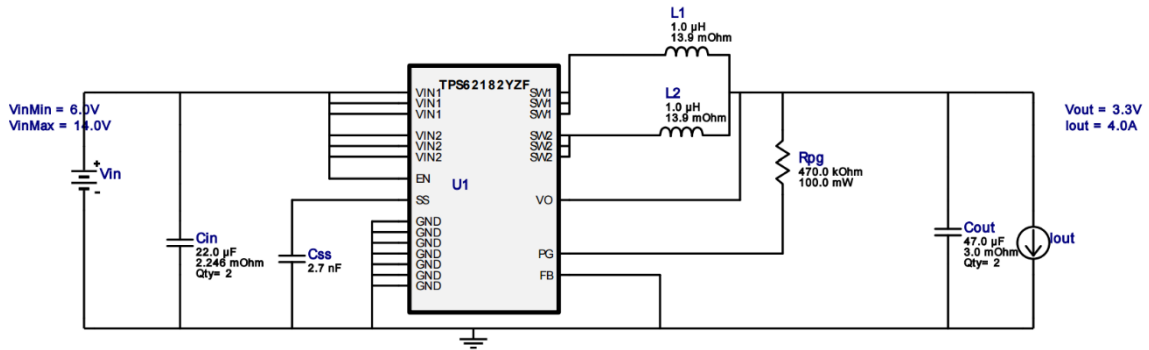 VinMin = 6.0V
VinMax = 14.0V
+
Vin
-
Cin
22.0 µF
2.246 mOhm
Qty= 2
Css
2.7 nF
TPS62182YZF
VIN1
VIN1
VIN1
VIN2
VIN2
VIN2
EN
SS
GND
GND
GND
GND
GND
GND
GND
U1
SW1
SW1
SW1
SW2
SW2
SW2
VO
PG
FB
L1
1.0 µH
13.9 mOhm
L2
1.0 µH
13.9 mOhm
Rpg
470.0 kOhm
100.0 mW
Cout
47.0 µF
3.0 mOhm
Qty= 2
Iout
Vout = 3.3V
Iout = 4.0A